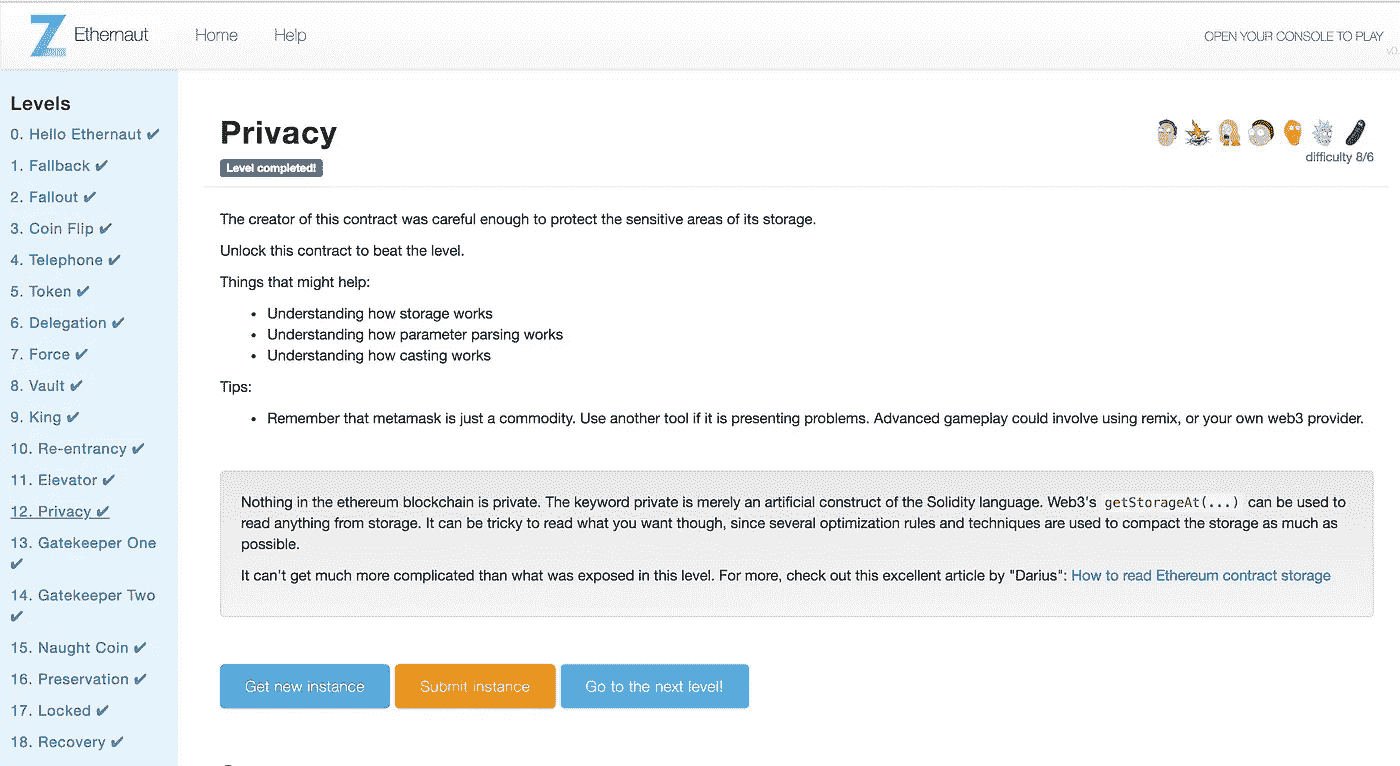 Ethernaut
Home
Help
OPEN YOUR CONSOLE TO PLAY
v0.
Levels
0. Hello Ethernaut ✔
1. Fallback ✔
2. Fallout ✔
3. Coin Flip ✔
4. Telephone ✔
5. Token ✔
6. Delegation ✔
7. Force ✔
8. Vault ✔
9. King ✔
10. Re-entrancy ✔
11. Elevator ✔
12. Privacy ✔
13. Gatekeeper One
✔
14. Gatekeeper Two
✔
15. Naught Coin ✔
16. Preservation ✔
17. Locked ✔
18. Recovery ✔
Privacy
Level completed!
difficulty 8/6
The creator of this contract was careful enough to protect the sensitive areas of its storage.
Unlock this contract to beat the level.
Things that might help:
• Understanding how storage works
• Understanding how parameter parsing works
• Understanding how casting works
Tips:
• Remember that metamask is just a commodity. Use another tool if it is presenting problems. Advanced gameplay could involve using remix, or your own web3 provider.
Nothing in the ethereum blockchain is private. The keyword private is merely an artificial construct of the Solidity language. Web3's getStorageAt(...) can be used to
read anything from storage. It can be tricky to read what you want though, since several optimization rules and techniques are used to compact the storage as much as
possible.
It can't get much more complicated than what was exposed in this level. For more, check out this excellent article by "Darius": How to read Ethereum contract storage
Get new instance
Submit instance
Go to the next level!